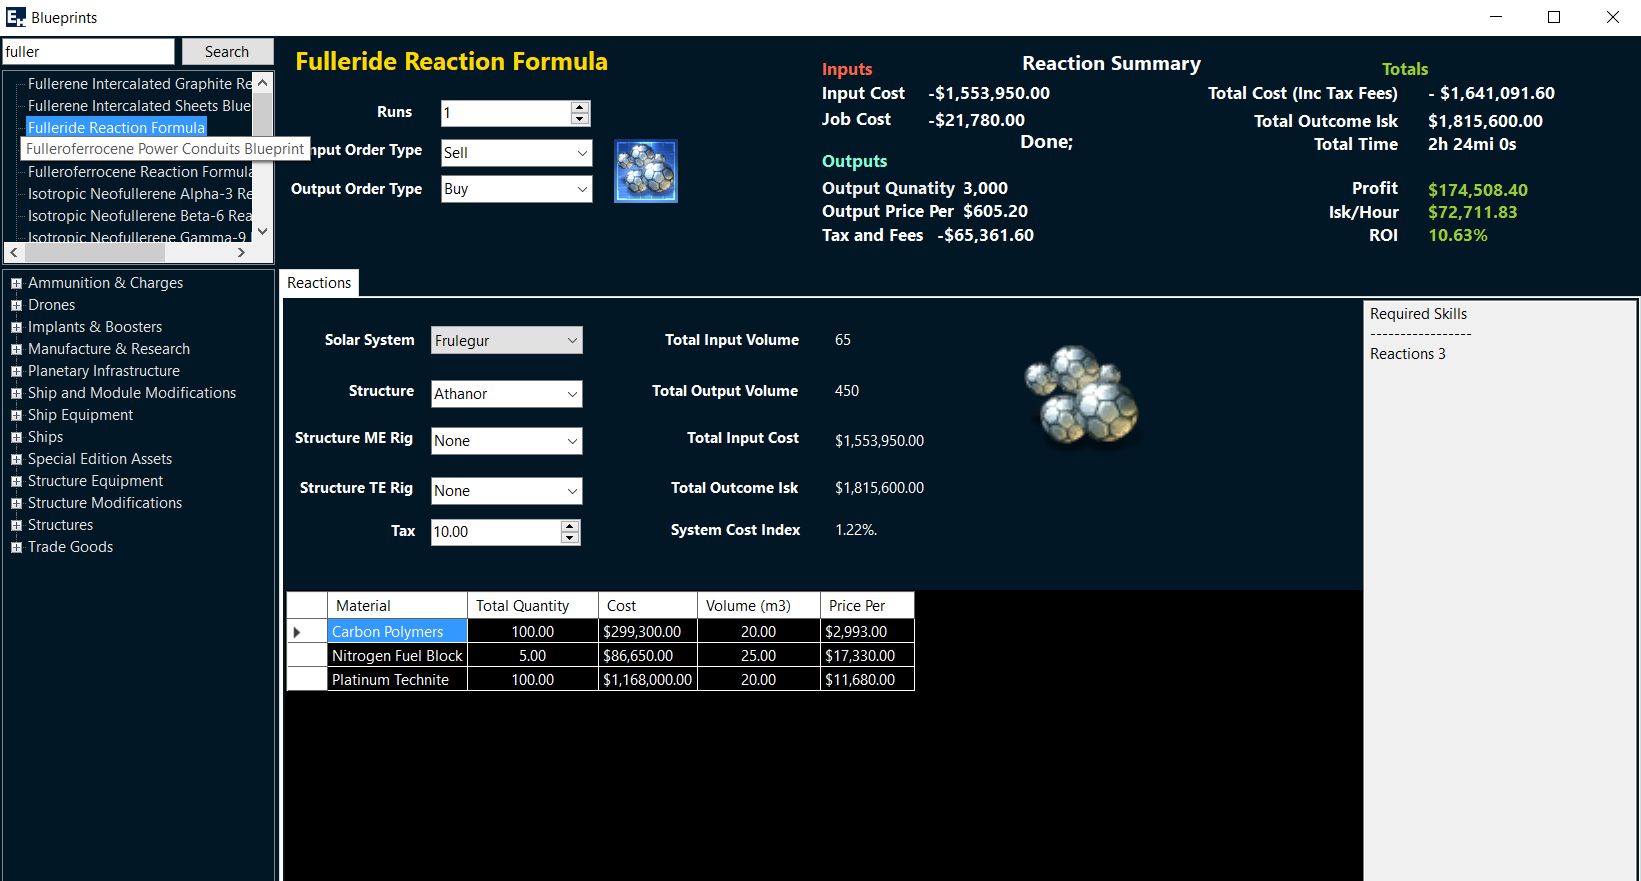 Blueprints
fuller
Search
Fullerene Intercalated Graphite Re
Fullerene Intercalated Sheets Blue
Fulleride Reaction Formula
Fulleroferrocene Power Conduits Blueprint
Fulleroferrocene Reaction Formula
Isotropic Neofullerene Alpha-3 Re
Isotropic Neofullerene Beta-6 Rea
Isotropic Neofullerene Gamma-9
Ammunition & Charges
Drones
Implants & Boosters
Manufacture & Research
Planetary Infrastructure
Ship and Module Modifications
Ship Equipment
Ships
Special Edition Assets
Structure Equipment
Structure Modifications
Structures
Trade Goods
Fulleride Reaction Formula
Runs 1
nput Order Type Sell
Output Order Type Buy
Reaction Summary
Inputs
Input Cost -$1,553,950.00
Job Cost -$21,780.00
Done;
Outputs
Output Qunatity 3,000
Output Price Per $605.20
Tax and Fees -$65,361.60
Totals
Total Cost (Inc Tax Fees) - $1,641,091.60
Total Outcome Isk $1,815,600.00
Total Time 2h 24mi 0s
Profit $174,508.40
Isk/Hour $72,711.83
ROI 10.63%
Reactions
Solar System Frulegur
Structure Athanor
Structure ME Rig None
Structure TE Rig None
Tax 10.00
Total Input Volume 65
Total Output Volume 450
Total Input Cost $1,553,950.00
Total Outcome Isk $1,815,600.00
System Cost Index 1.22%.
Required Skills
-----------------
Reactions 3
Material Total Quantity Cost Volume (m3) Price Per
Carbon Polymers 100.00 $299,300.00 20.00 $2,993.00
Nitrogen Fuel Block 5.00 $86,650.00 25.00 $17,330.00
Platinum Technite 100.00 $1,168,000.00 20.00 $11,680.00